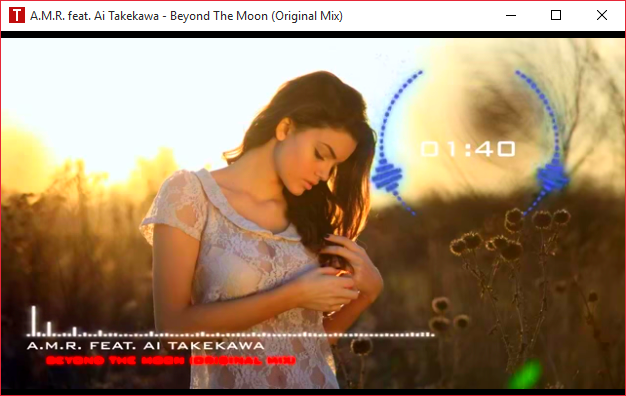 T A.M.R. feat. Ai Takekawa - Beyond The Moon (Original Mix)
01:40
A.M.R. FEAT. AI TAKEKAWA
BEYOND THE MOON (ORIGINAL MIX)